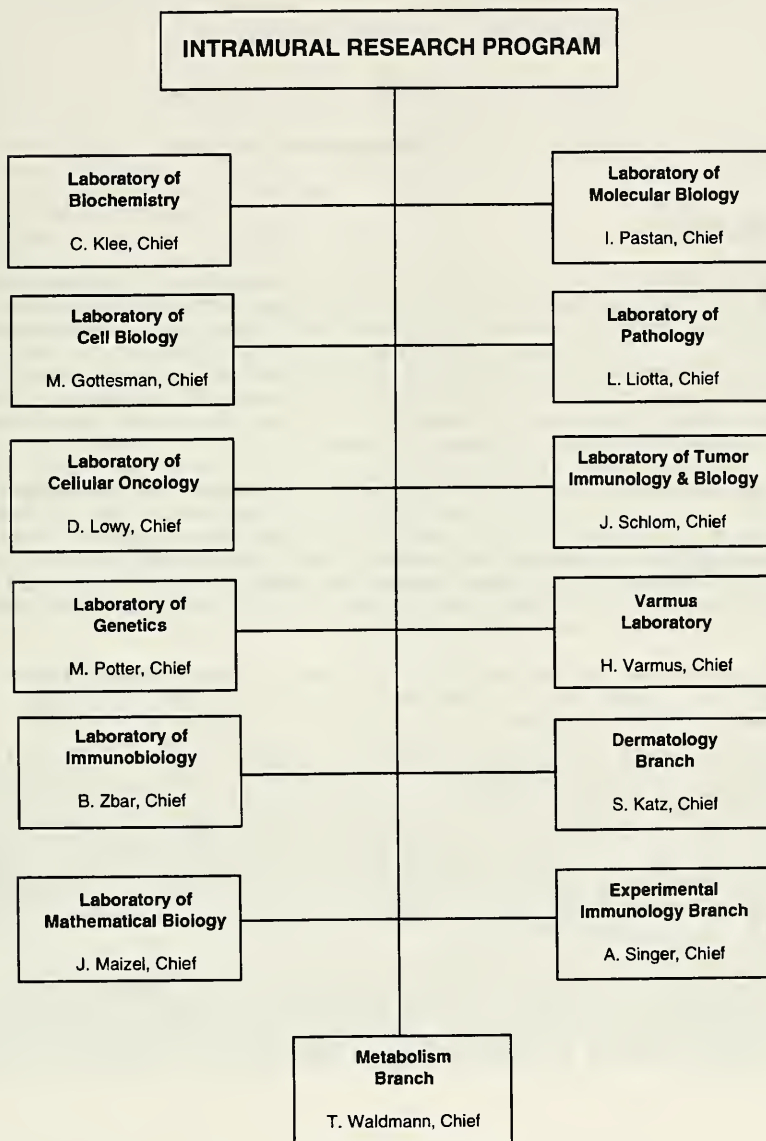 INTRAMURAL RESEARCH PROGRAM
Laboratory of
Biochemistry
C. Klee, Chief
Laboratory of
Molecular Biology
I. Pastan, Chief
Laboratory of
Cell Biology
M. Gottesman, Chief
Laboratory of
Pathology
L. Liotta, Chief
Laboratory of
Cellular Oncology
D. Lowy, Chief
Laboratory of Tumor
Immunology & Biology
J. Schlom, Chief
Laboratory of
Genetics
M. Potter, Chief
Varmus
Laboratory
H. Varmus, Chief
Laboratory of
Immunobiology
B. Zbar, Chief
Dermatology
Branch
S. Katz, Chief
Laboratory of
Mathematical Biology
J. Maizel, Chief
Experimental
Immunology Branch
A. Singer, Chief
Metabolism
Branch
T. Waldmann, Chief